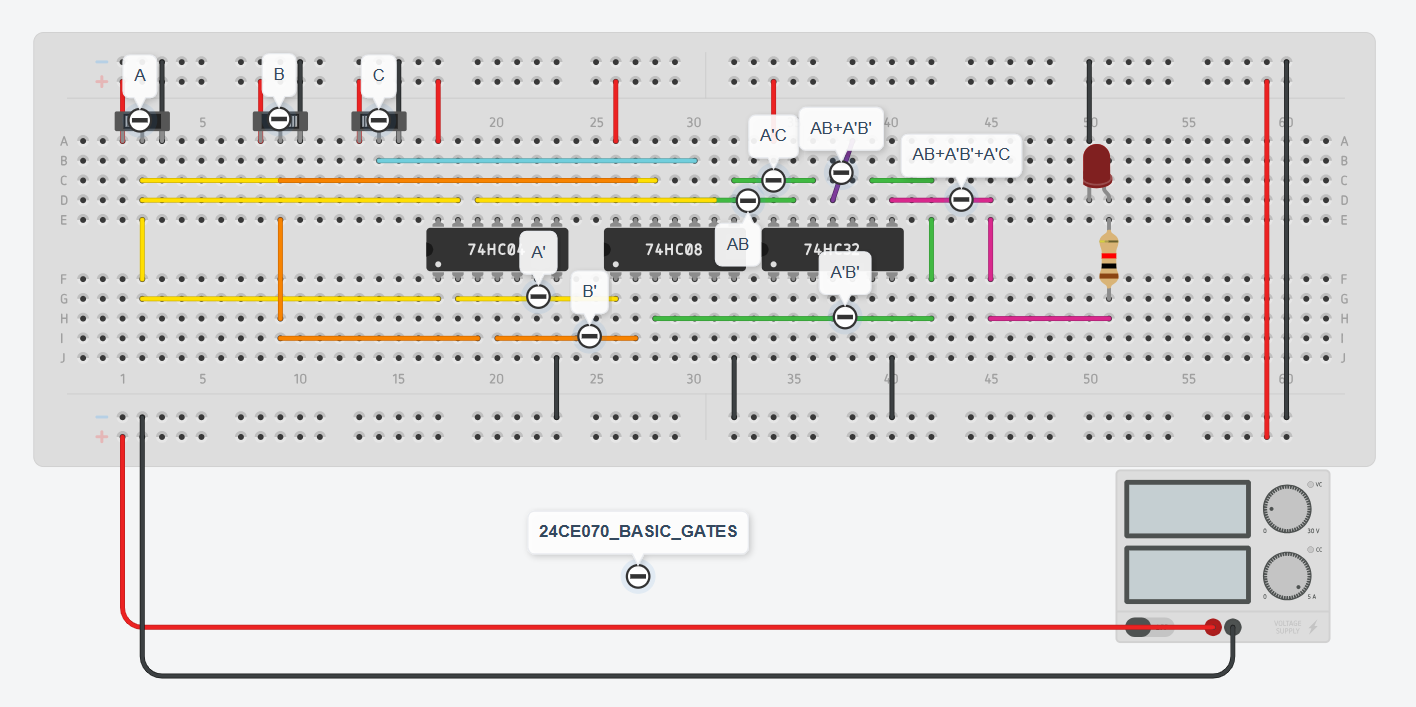 − −
A B C
+ +
5 20 25 30 45 50 55 60
AB+A'B'
A'C
AB+A'B'+A'C
A A
B B
C C
D D
E E
74HC04 74HC08 74HC32
AB
A'
A'B'
B'
F F
G G
H H
I I
J J
1 5 10 15 20 25 30 35 40 45 50 55 60
−
+
24CE070_BASIC_GATES
VC
0 30 V
CC
0 5 A
VOLTAGE
SUPPLY